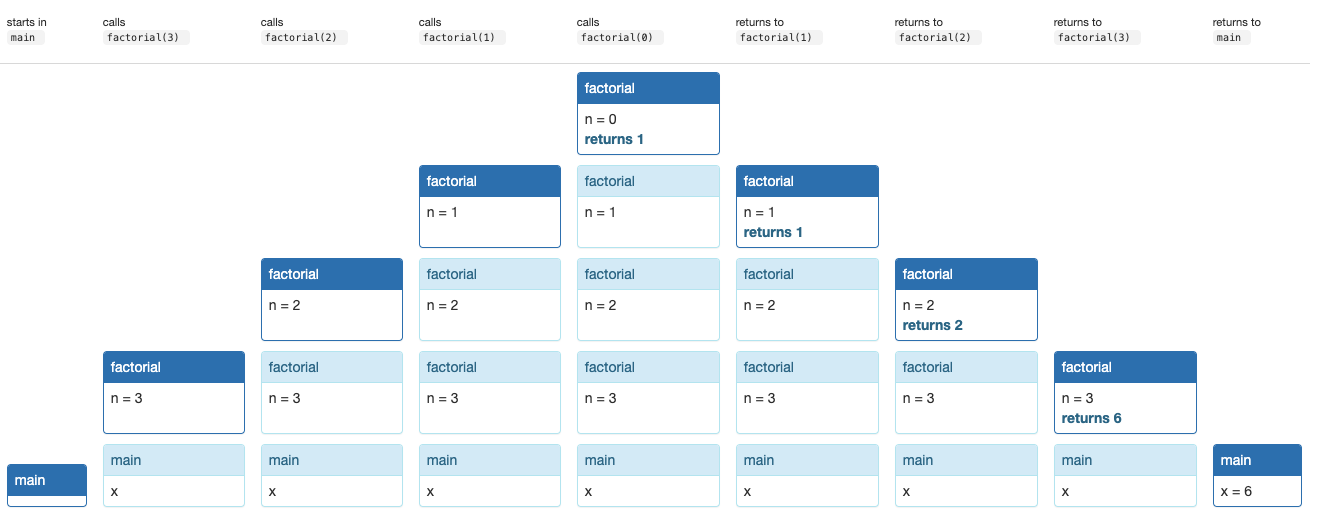 starts in
main
calls
factorial(3)
calls
factorial(2)
calls
factorial(1)
calls
factorial(0)
returns to
factorial(1)
returns to
factorial(2)
returns to
factorial(3)
returns to
main
factorial
n = 0
returns 1
factorial
n = 1
factorial
n = 1
factorial
n = 1
returns 1
factorial
n = 2
factorial
n = 2
factorial
n = 2
factorial
n = 2
factorial
n = 2
returns 2
factorial
n = 3
factorial
n = 3
factorial
n = 3
factorial
n = 3
factorial
n = 3
factorial
n = 3
factorial
n = 3
returns 6
main
main
x
main
x
main
x
main
x
main
x
main
x
main
x
main
x = 6